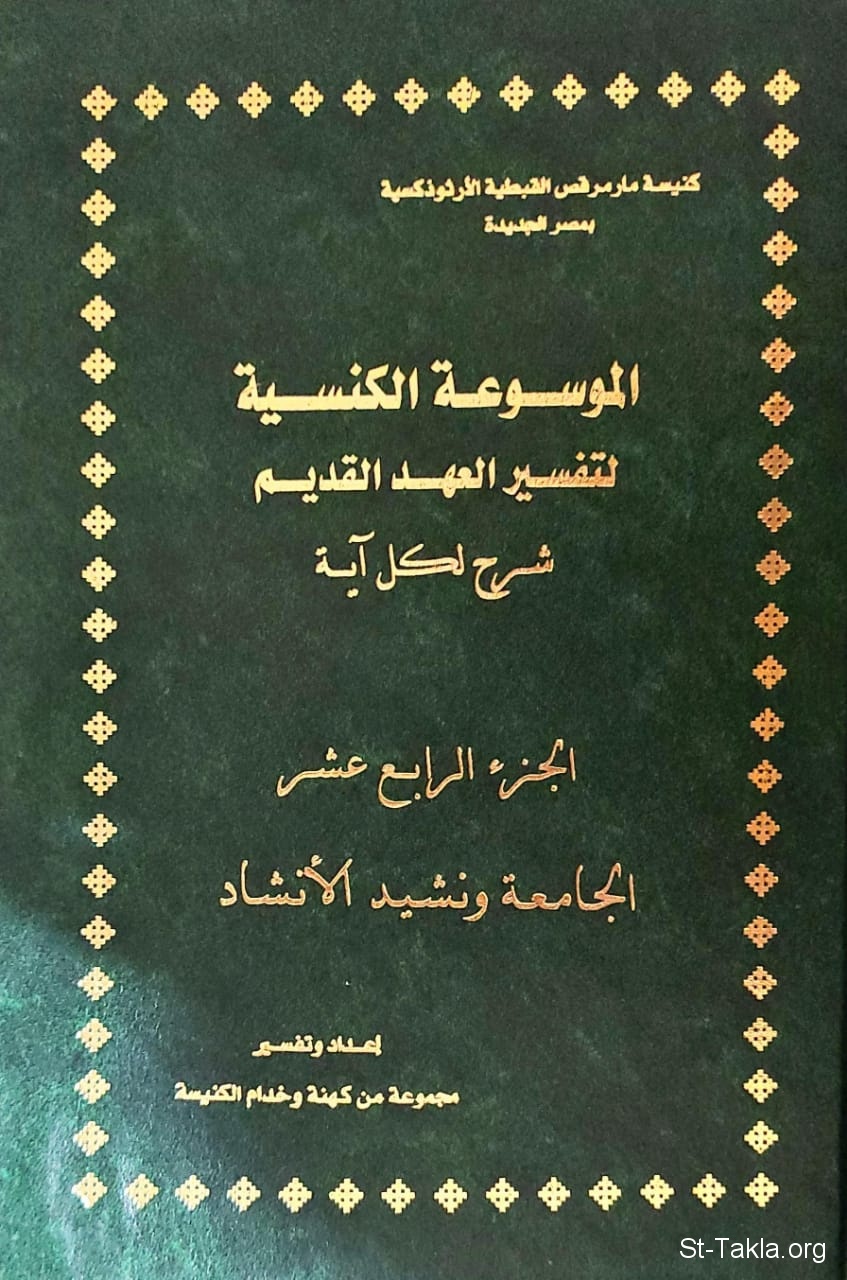 كنيسة مارمرقص القبطية الأرثوذكسية
بمصر الجديدة
الموسوعة الكنسية
لتفسير العهد القديم
شرح لكل آية
الجزء الرابع عشر
الجامعة ونشيد الأنشاد
إعداد وتفسير
مجموعة من كهنة وخدام الكنيسة
St-Takla.org